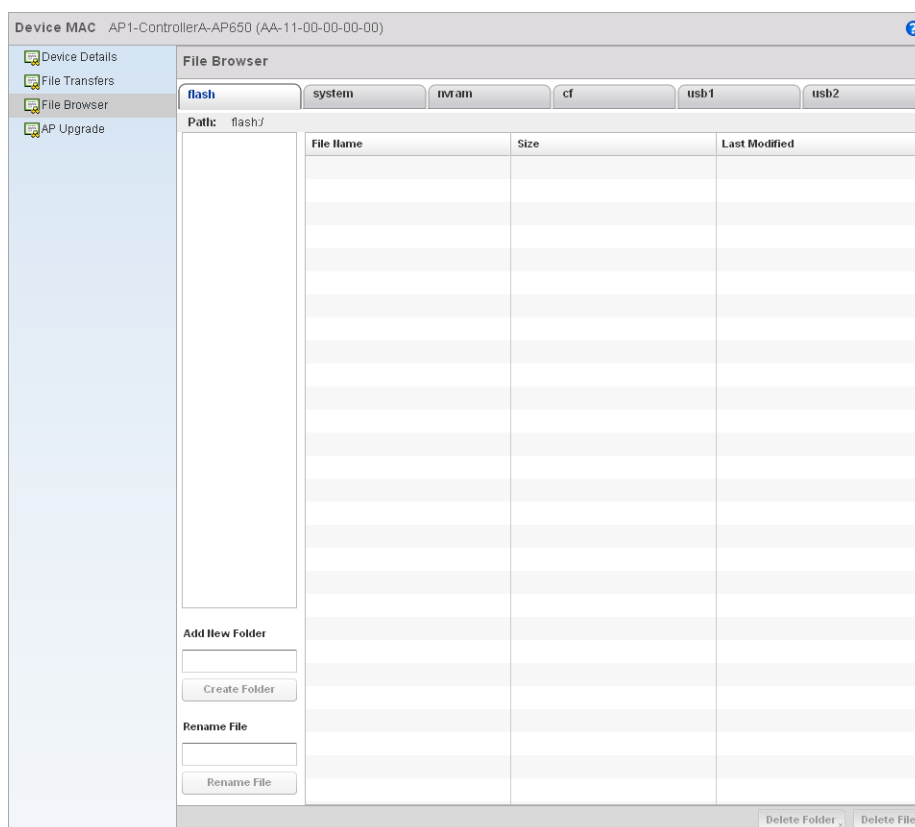 Device MAC AP1-ControllerA-AP650 (AA-11-00-00-00-00)
?
Device Details
File Transfers
File Browser
AP Upgrade
File Browser
flash system nvram cf usb1 usb2
Path: flash:/
File Name Size Last Modified
Add New Folder
Create Folder
Rename File
Rename File
Delete Folder Delete File